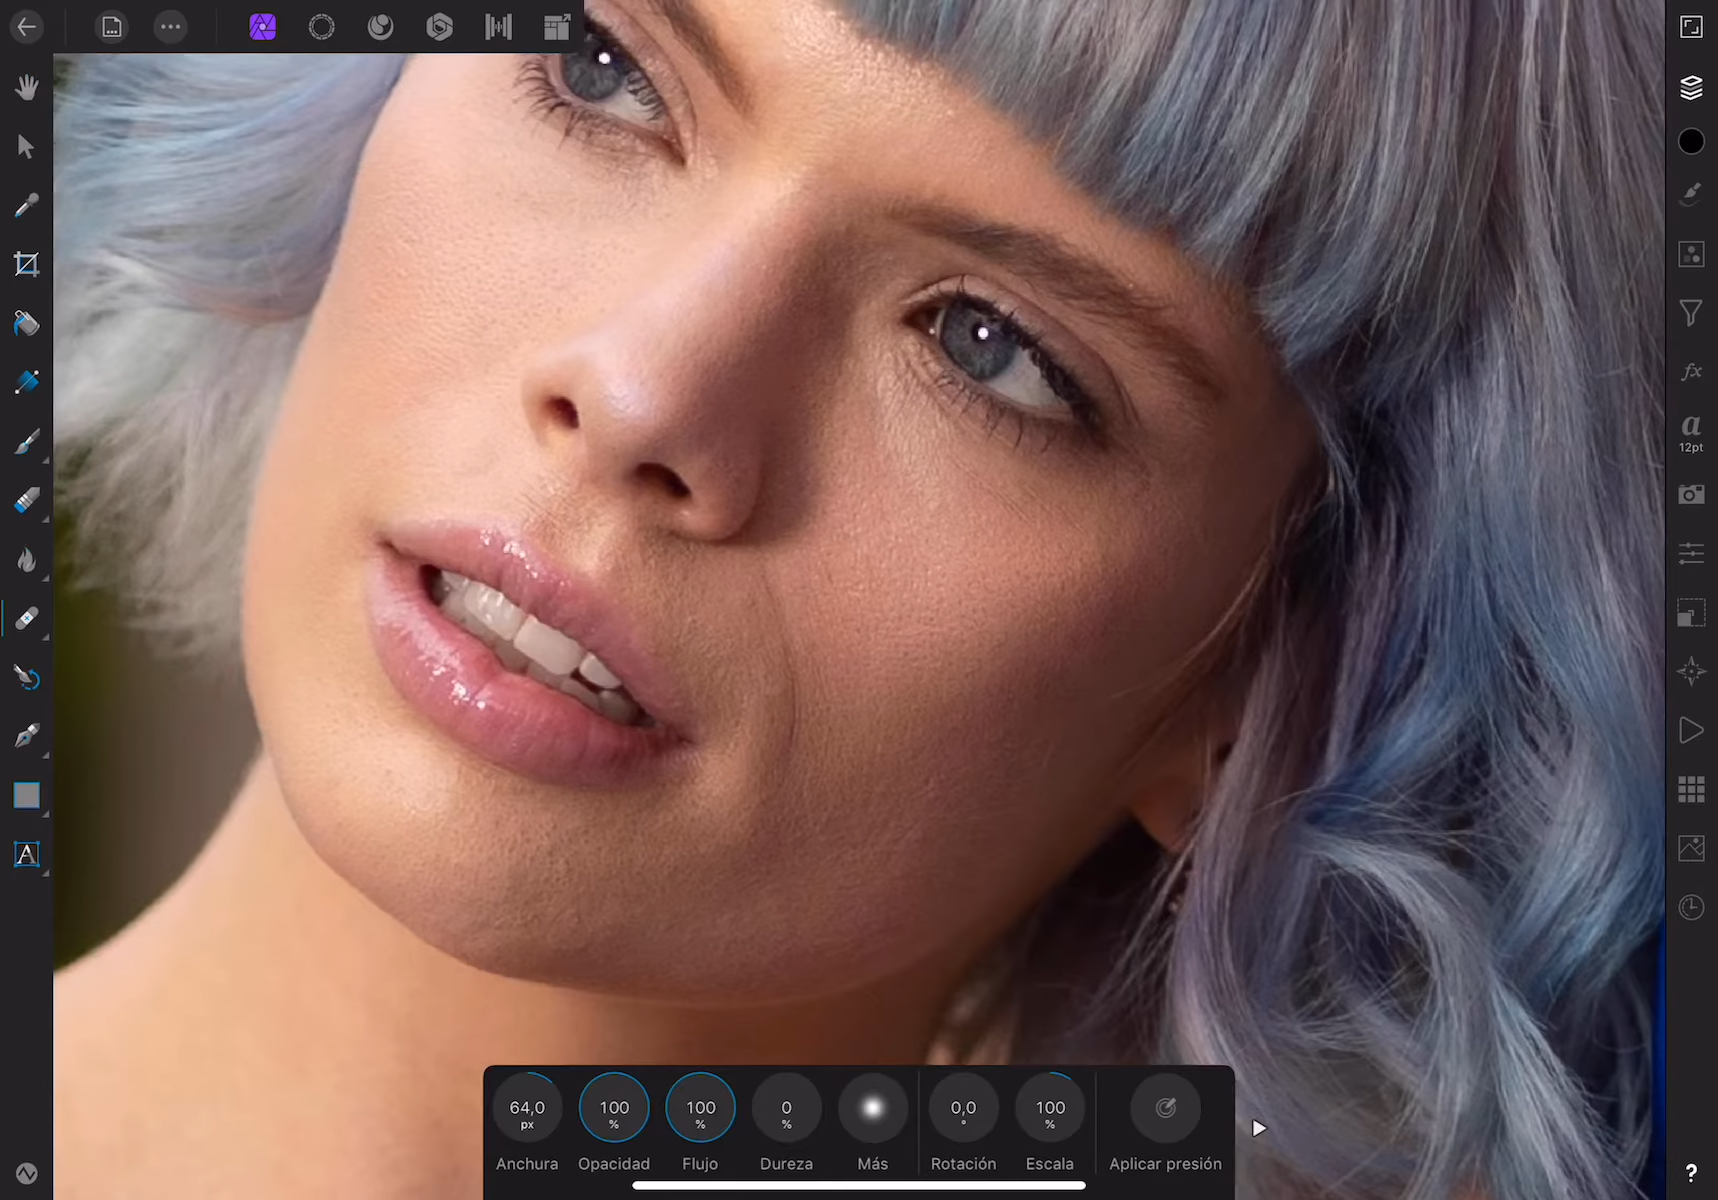 12pt
A
64,0
px
Anchura
100
%
Opacidad
100
%
Flujo
0
%
Dureza
Más
0,0
°
Rotación
100
%
Escala
Aplicar presión
fx
a
?